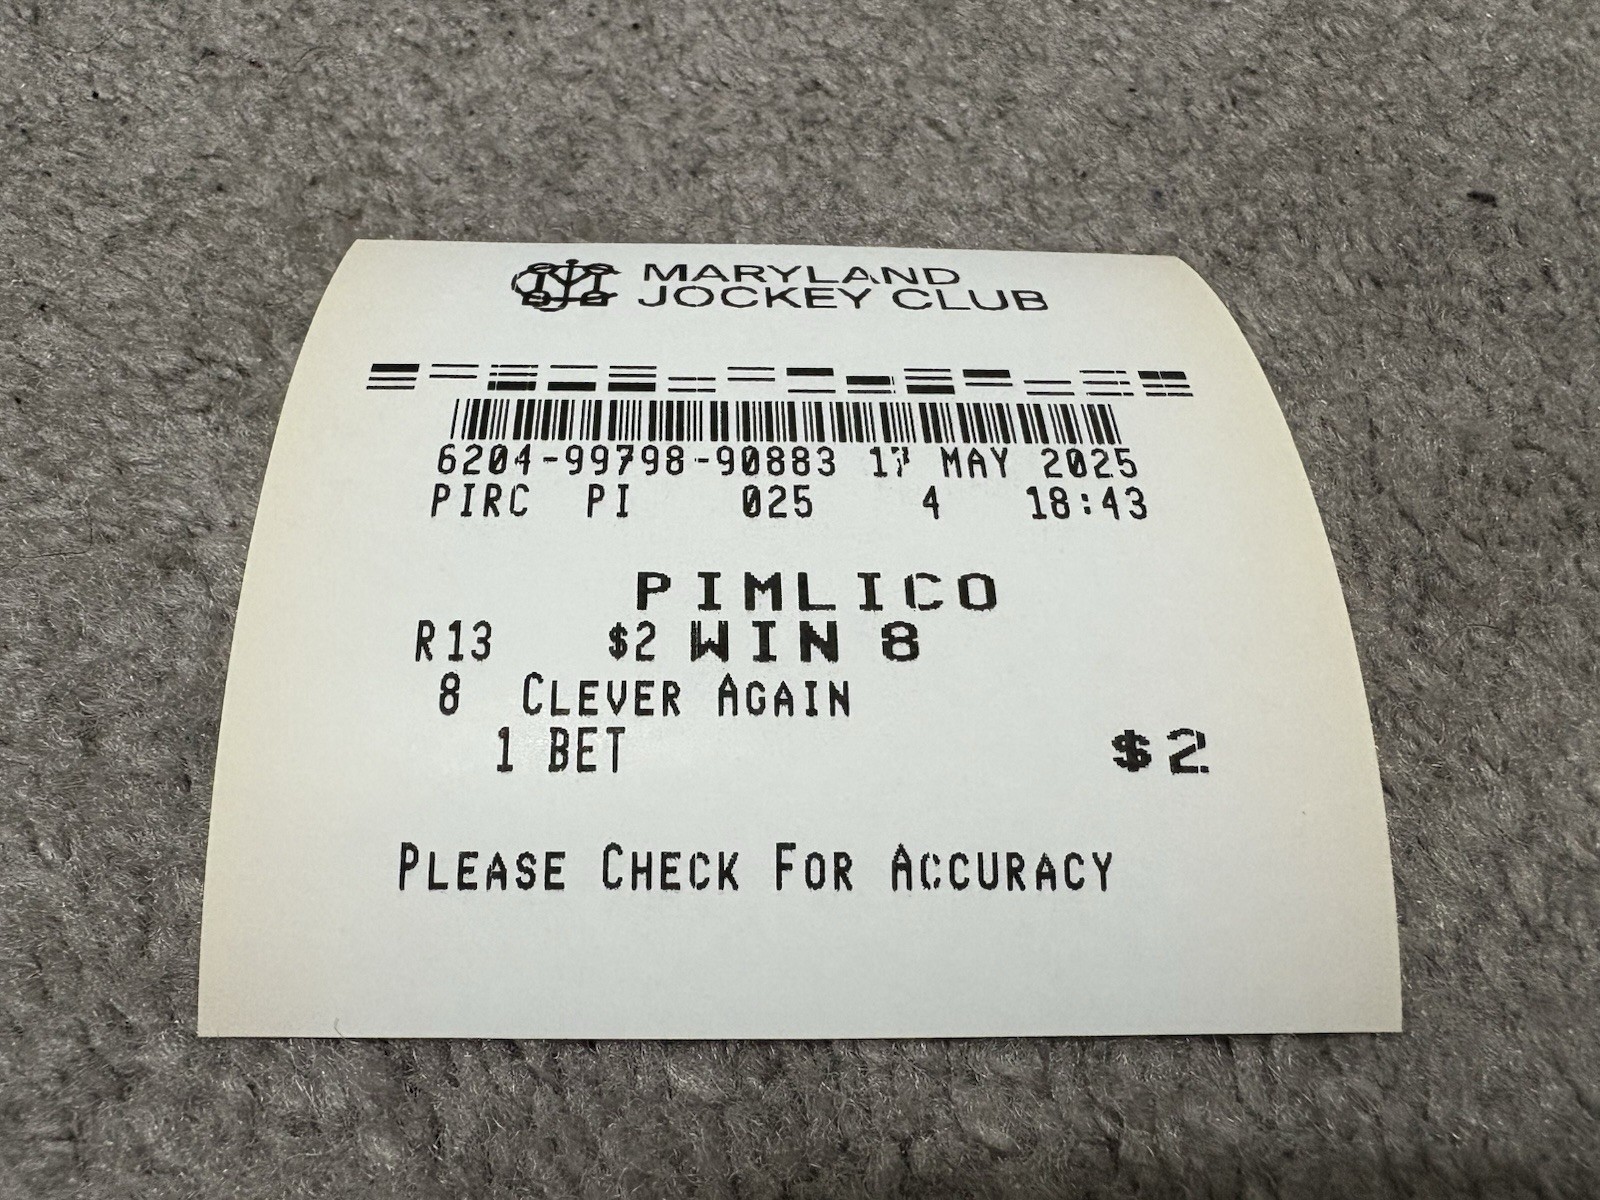 MARYLAND
JOCKEY CLUB
6204-99798-90883 17 MAY 2025
PIRC PI 025 4 18:43
PIMLICO
R13 $2 WIN 8
8 CLEVER AGAIN
1 BET $2
PLEASE CHECK FOR ACCURACY